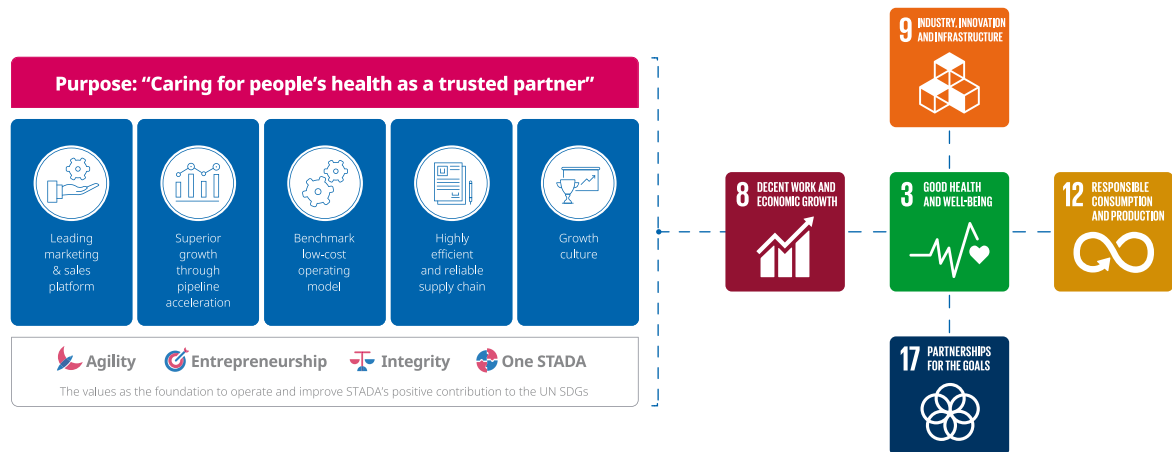 Purpose: “Caring for people’s health as a trusted partner”
Leading
marketing
& sales
platform
Superior
growth
through
pipeline
acceleration
Benchmark
low-cost
operating
model
Highly
efficient
and reliable
supply chain
Growth
culture
Agility
Entrepreneurship
Integrity
One STADA
The values as the foundation to operate and improve STADA’s positive contribution to the UN SDGs
9 INDUSTRY, INNOVATION
AND INFRASTRUCTURE
8 DECENT WORK AND
ECONOMIC GROWTH
3 GOOD HEALTH
AND WELL-BEING
12 RESPONSIBLE
CONSUMPTION
AND PRODUCTION
17 PARTNERSHIPS
FOR THE GOALS